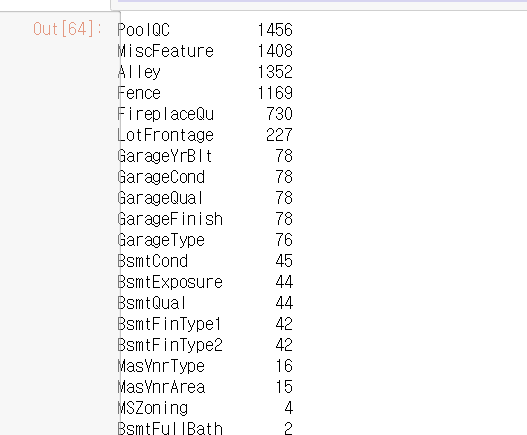 Out[64]:
PoolQC 1456
MiscFeature 1408
Alley 1352
Fence 1169
FireplaceQu 730
LotFrontage 227
GarageYrBlt 78
GarageCond 78
GarageQual 78
GarageFinish 78
GarageType 76
BsmtCond 45
BsmtExposure 44
BsmtQual 44
BsmtFinType1 42
BsmtFinType2 42
MasVnrType 16
MasVnrArea 15
MSZoning 4
BsmtFullBath 2